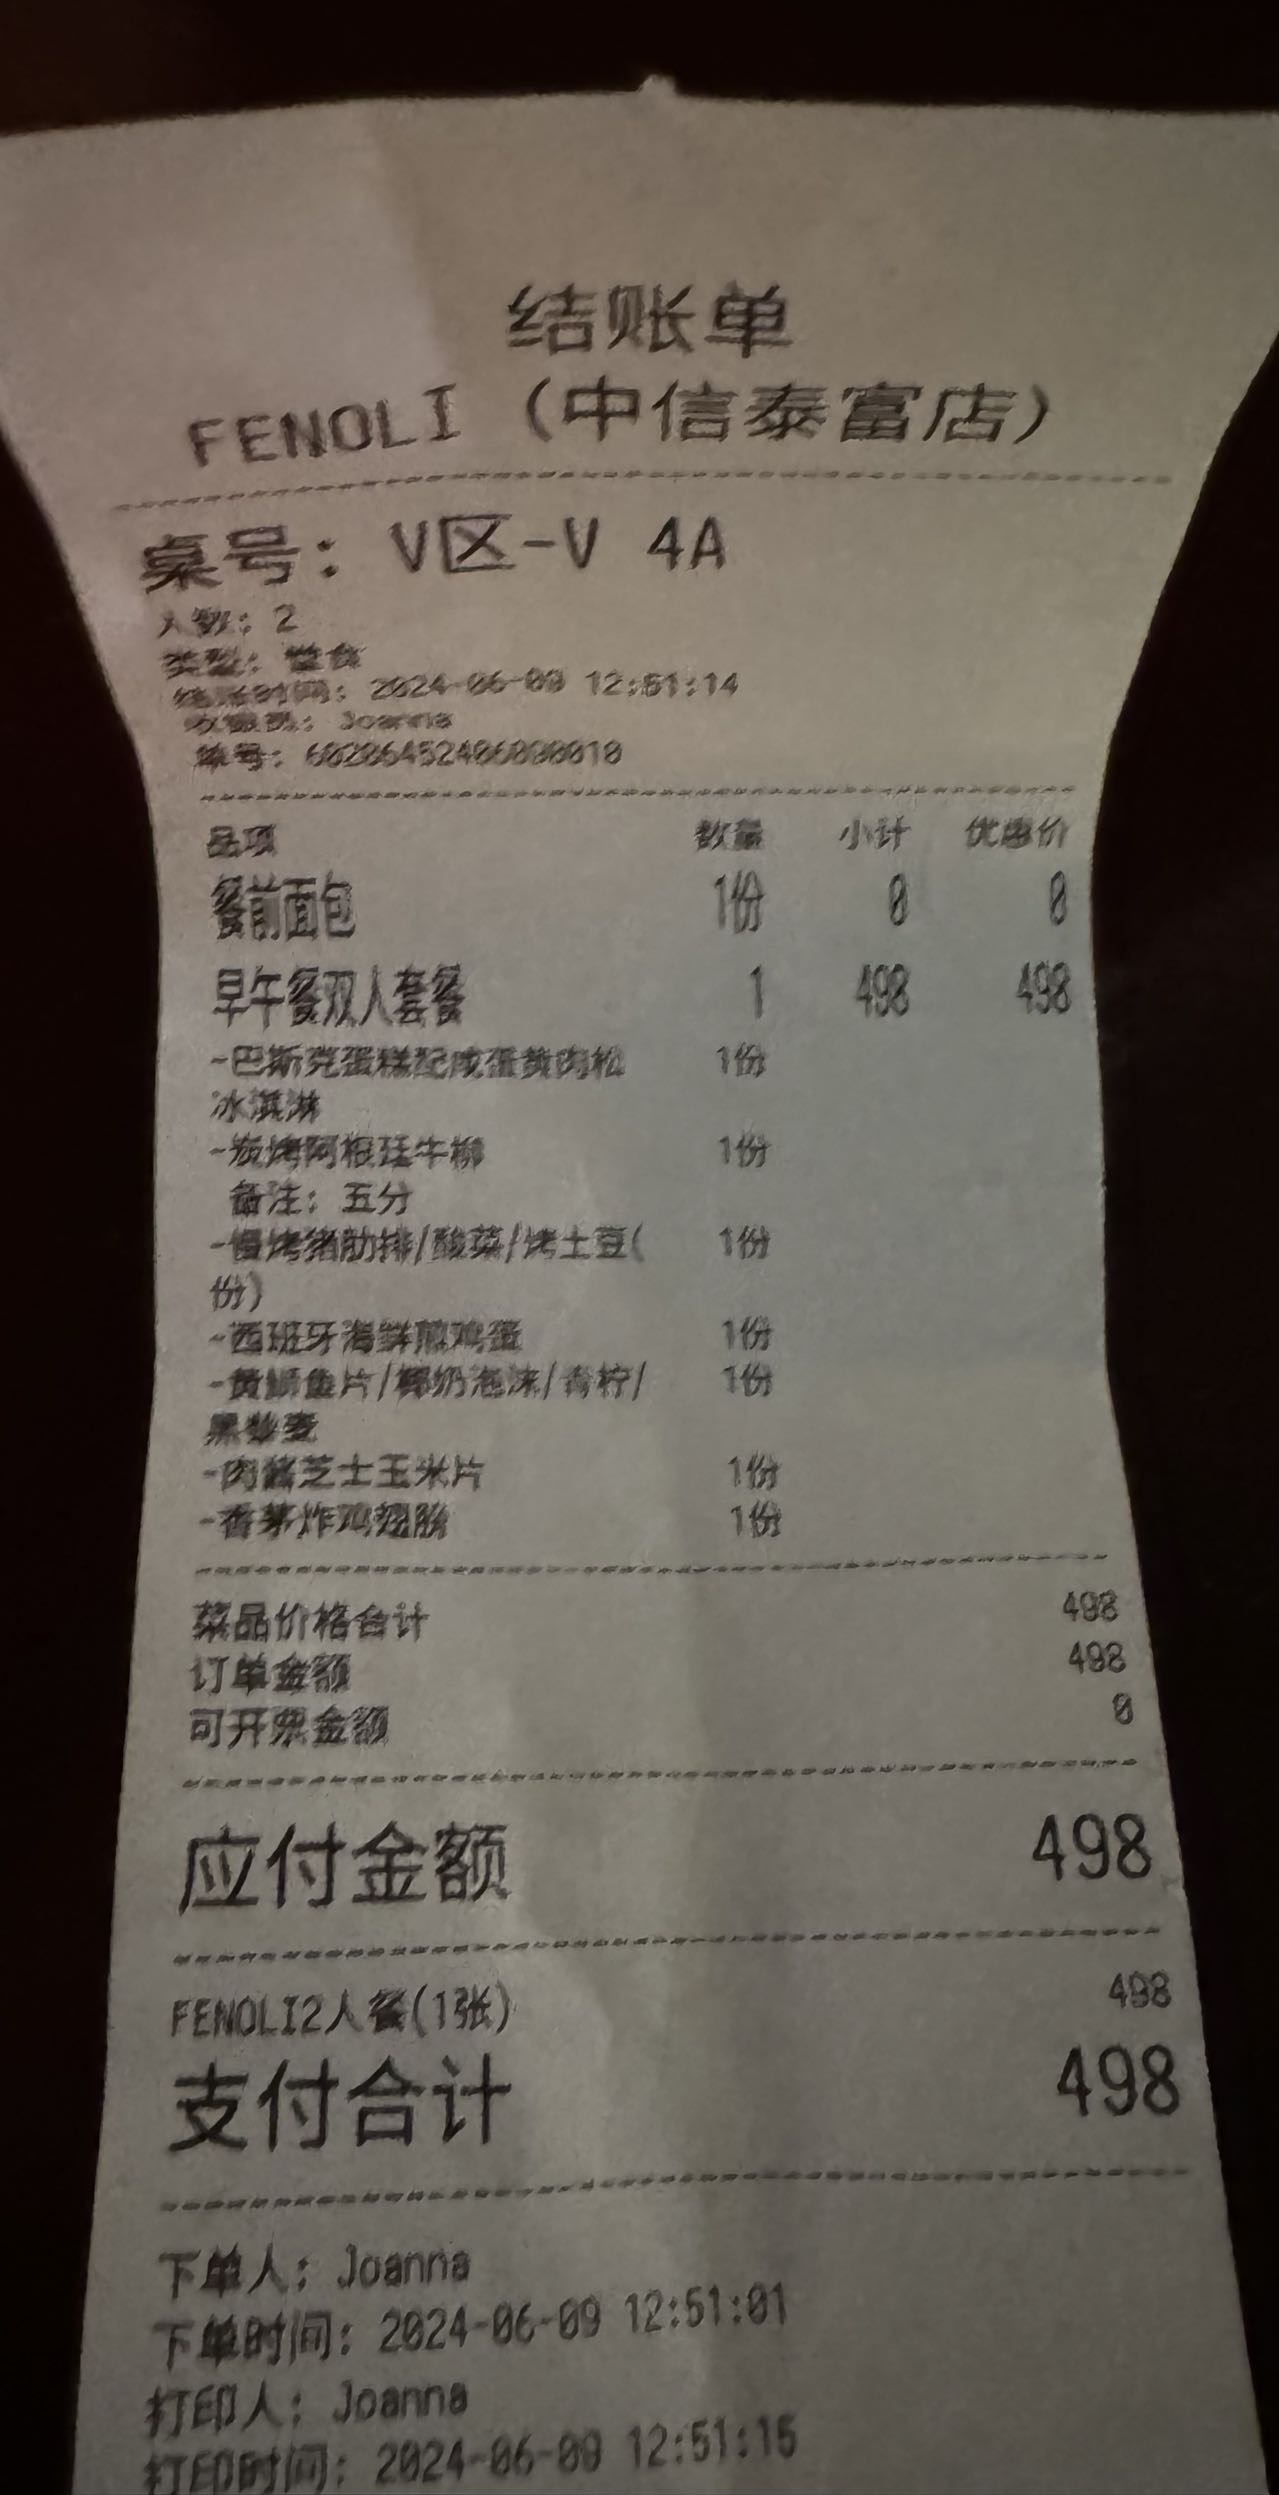 结账单
FENOLI（中信泰富店）
桌号：V区-V 4A
人数：2
类型：堂食
结账时间：2024-06-09 12:51:14
收银员：Joanna
单号：
品项 数量 小计 优惠价
餐前面包 1份 0 0
早午餐双人套餐 1 498 498
-巴斯克蛋糕配咸蛋黄肉松 1份
冰淇淋
-炭烤阿根廷牛柳 1份
备注：五分
-慢烤猪肋排/酸菜/烤土豆( 1份
份)
-西班牙海鲜煎鸡蛋 1份
-黄鲕鱼片/椰奶泡沫/青柠/ 1份
黑藜麦
-肉酱芝士玉米片 1份
-香茅炸鸡翅 1份
菜品价格合计 498
订单金额 498
可开票金额 0
应付金额 498
FENOLI2人餐(1张) 498
支付合计 498
下单人：Joanna
下单时间：2024-06-09 12:51:01
打印人：Joanna
打印时间：2024-06-09 12:51:15